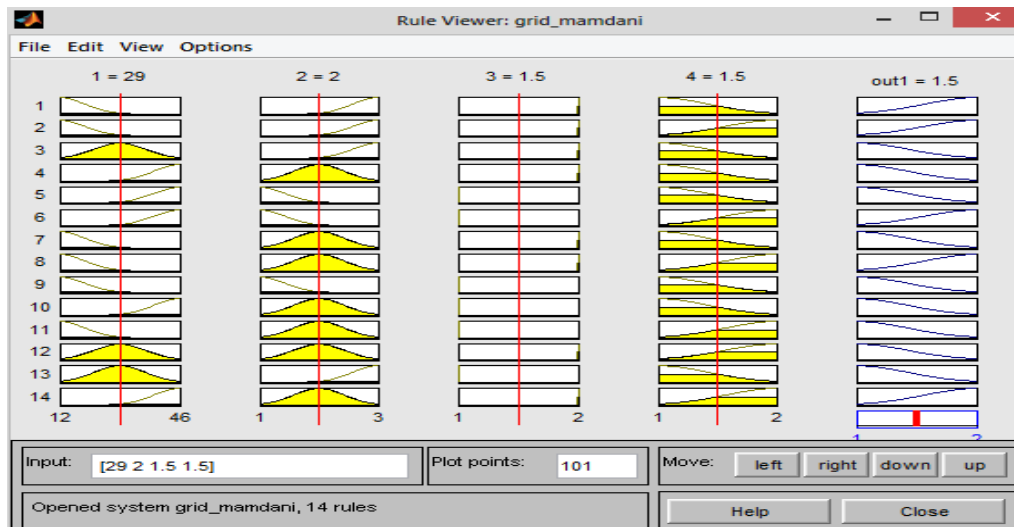 Rule Viewer: grid_mamdani
File Edit View Options
1 = 29 2 = 2 3 = 1.5 4 = 1.5 out1 = 1.5
1
2
3
4
5
6
7
8
9
10
11
12
13
14
12 46 1 3 1 2 1 2
1 2
Input: [29 2 1.5 1.5] Plot points: 101 Move: left right down up
Opened system grid_mamdani, 14 rules Help Close